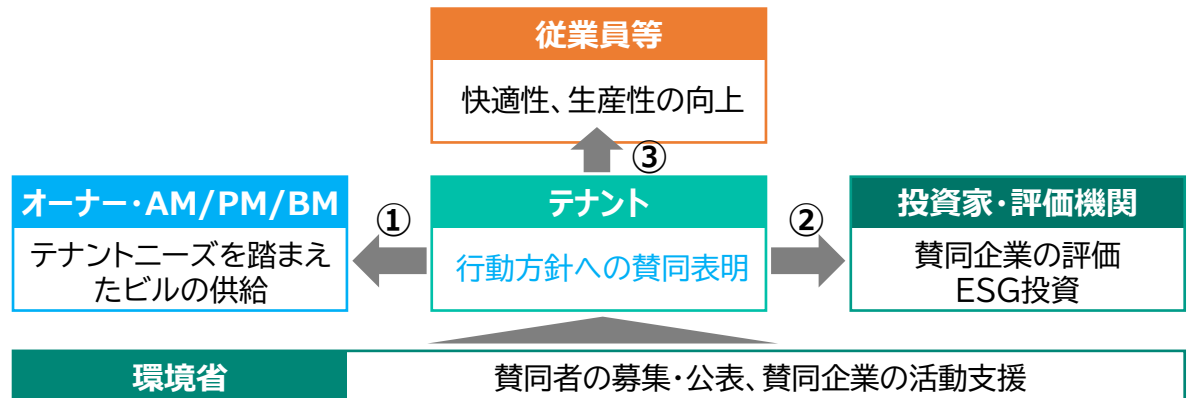 従業員等
快適性、生産性の向上
③
オーナー・AM/PM/BM
テナントニーズを踏まえ
たビルの供給
①
テナント
行動方針への賛同表明
②
投資家・評価機関
賛同企業の評価
ESG投資
環境省
賛同者の募集・公表、賛同企業の活動支援